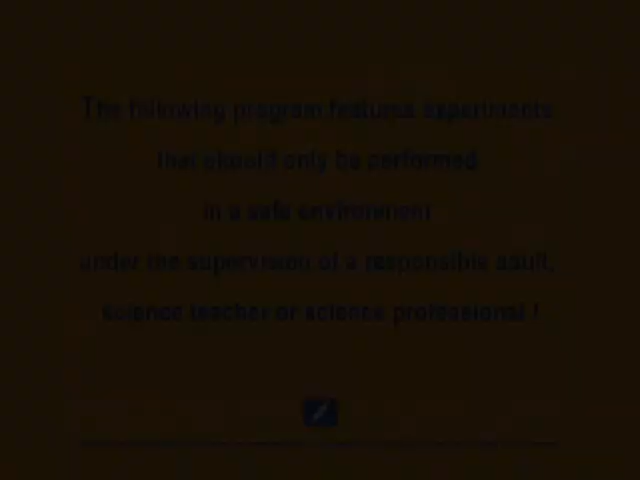 The following program features experiments
that should only be performed
in a safe environment
under the supervision of a responsible adult,
science teacher or science professional !